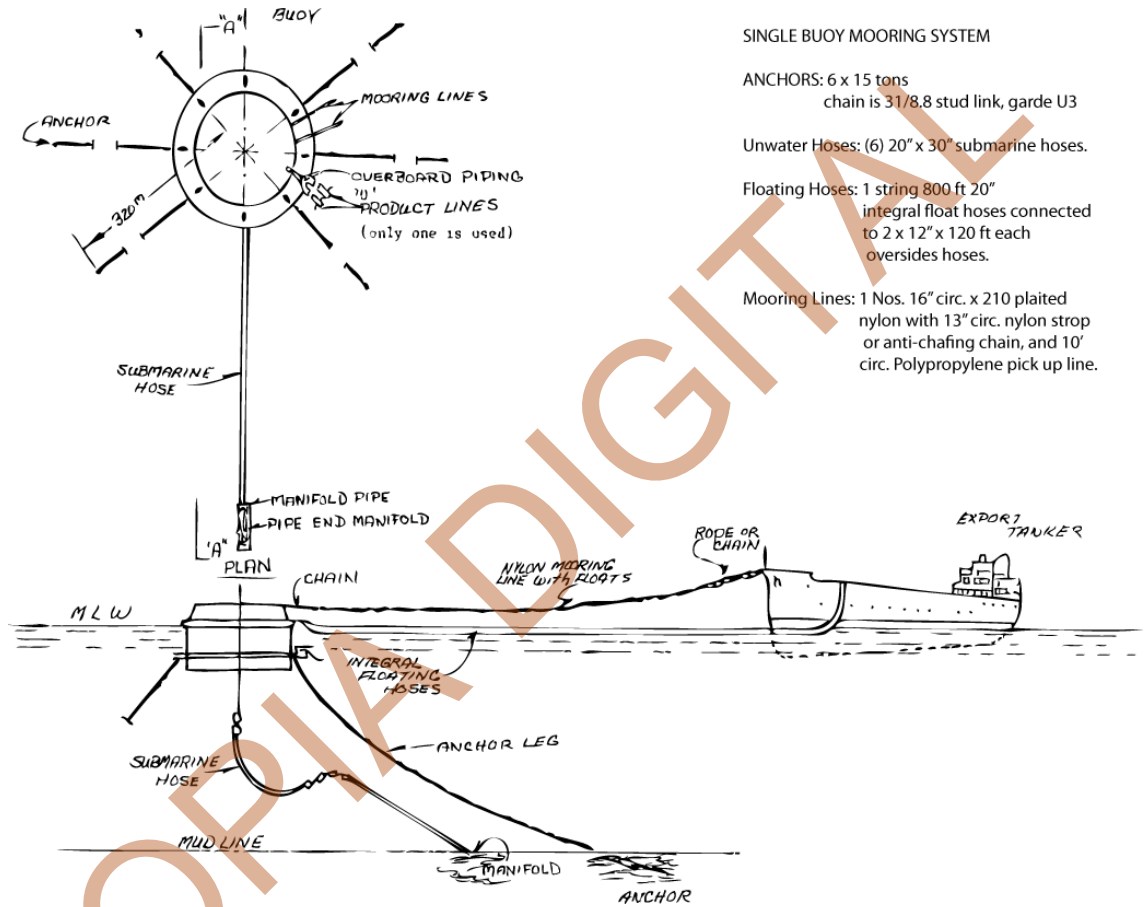 "A"
BUOY
MOORING LINES
ANCHOR
OVERBOARD PIPING
PRODUCT LINES
(only one is used)
320m
SUBMARINE
HOSE
MANIFOLD PIPE
PIPE END MANIFOLD
'A"
PLAN
SINGLE BUOY MOORING SYSTEM
ANCHORS: 6 x 15 tons
chain is 31/8.8 stud link, garde U3
Unwater Hoses: (6) 20" x 30" submarine hoses.
Floating Hoses: 1 string 800 ft 20"
integral float hoses connected
to 2 x 12" x 120 ft each
oversides hoses.
Mooring Lines: 1 Nos. 16" circ. x 210 plaited
nylon with 13" circ. nylon strop
or anti-chafing chain, and 10'
circ. Polypropylene pick up line.
CHAIN
NYLON MOORING
LINE with FLOATS
ROPE OR
CHAIN
EXPORT
TANKER
MLW
INTEGRAL
FLOATING
HOSES
ANCHOR LEG
SUBMARINE
HOSE
MUD LINE
MANIFOLD
ANCHOR
OPIA DIGITAL